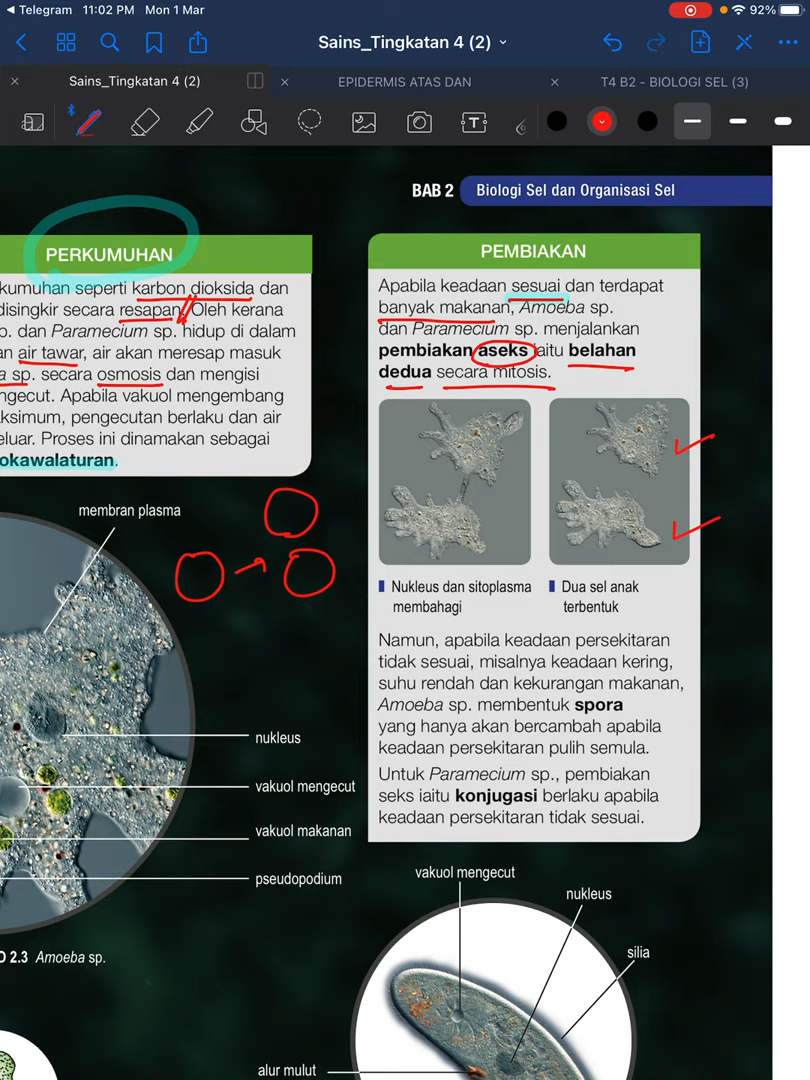 Telegram 11:02 PM Mon 1 Mar 92%
Sains_Tingkatan 4 (2)
Sains_Tingkatan 4 (2) EPIDERMIS ATAS DAN T4 B2 - BIOLOGI SEL (3)
BAB 2 Biologi Sel dan Organisasi Sel
PERKUMUHAN
kumuhan seperti karbon dioksida dan
disingkir secara resapan. Oleh kerana
p. dan Paramecium sp. hidup di dalam
an air tawar, air akan meresap masuk
a sp. secara osmosis dan mengisi
ngecut. Apabila vakuol mengembang
ksimum, pengecutan berlaku dan air
eluar. Proses ini dinamakan sebagai
okawalaturan.
membran plasma
nukleus
vakuol mengecut
vakuol makanan
pseudopodium
O 2.3 Amoeba sp.
PEMBIAKAN
Apabila keadaan sesuai dan terdapat
banyak makanan, Amoeba sp.
dan Paramecium sp. menjalankan
pembiakan aseks iaitu belahan
dedua secara mitosis.
Nukleus dan sitoplasma
membahagi
Dua sel anak
terbentuk
Namun, apabila keadaan persekitaran
tidak sesuai, misalnya keadaan kering,
suhu rendah dan kekurangan makanan,
Amoeba sp. membentuk spora
yang hanya akan bercambah apabila
keadaan persekitaran pulih semula.
Untuk Paramecium sp., pembiakan
seks iaitu konjugasi berlaku apabila
keadaan persekitaran tidak sesuai.
vakuol mengecut
nukleus
silia
alur mulut